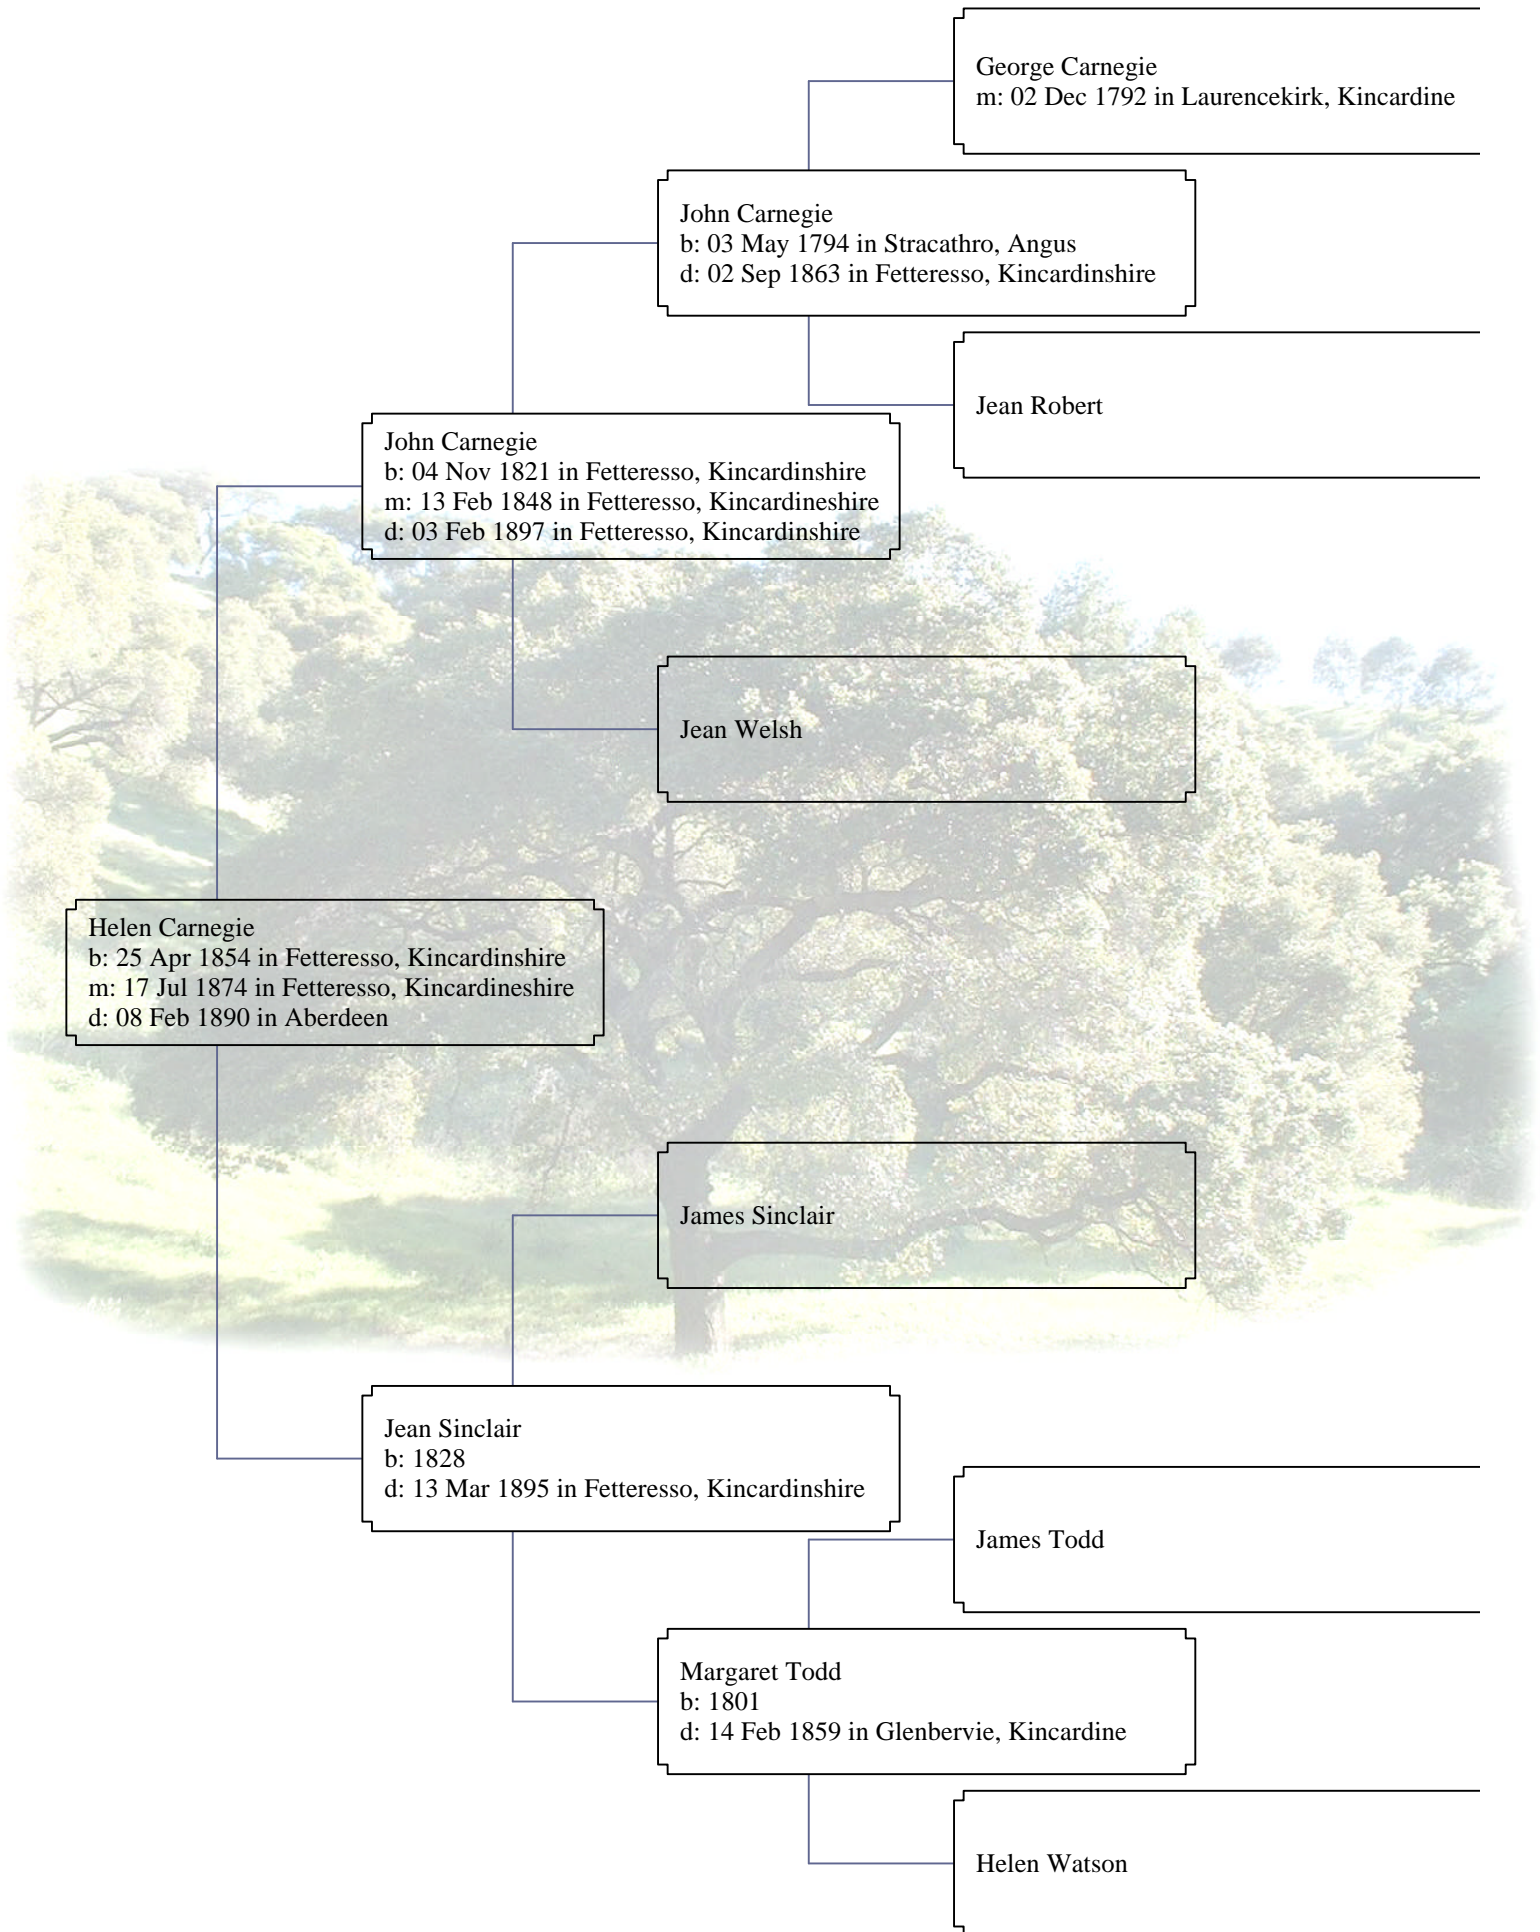 George Carnegie
m: 02 Dec 1792 in Laurencekirk, Kincardine
John Carnegie
b: 03 May 1794 in Stracathro, Angus
d: 02 Sep 1863 in Fetteresso, Kincardinshire
Jean Robert
John Carnegie
b: 04 Nov 1821 in Fetteresso, Kincardinshire
m: 13 Feb 1848 in Fetteresso, Kincardineshire
d: 03 Feb 1897 in Fetteresso, Kincardinshire
Jean Welsh
Helen Carnegie
b: 25 Apr 1854 in Fetteresso, Kincardinshire
m: 17 Jul 1874 in Fetteresso, Kincardineshire
d: 08 Feb 1890 in Aberdeen
James Sinclair
Jean Sinclair
b: 1828
d: 13 Mar 1895 in Fetteresso, Kincardinshire
James Todd
Margaret Todd
b: 1801
d: 14 Feb 1859 in Glenbervie, Kincardine
Helen Watson